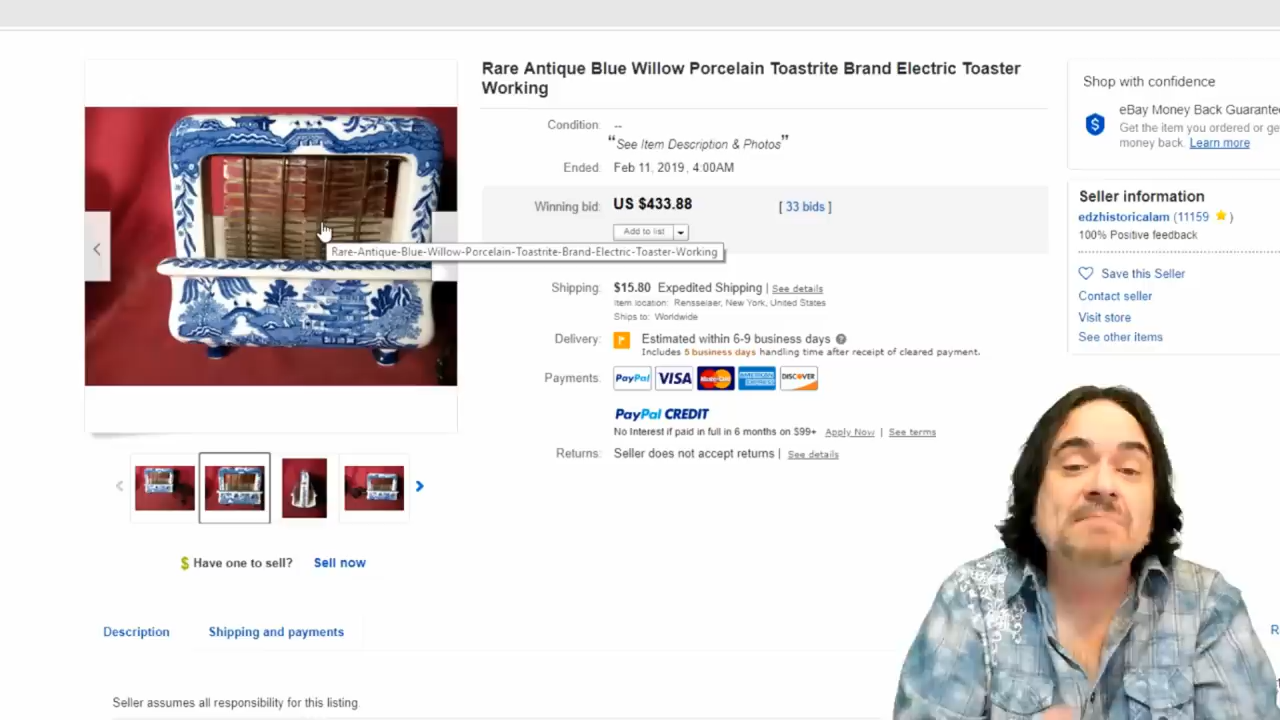 Rare Antique Blue Willow Porcelain Toastrite Brand Electric Toaster
Working
Condition: --
“See Item Description & Photos”
Ended: Feb 11, 2019, 4:00AM
Winning bid: US $433.88 [ 33 bids ]
Add to list
Rare-Antique-Blue-Willow-Porcelain-Toastrite-Brand-Electric-Toaster-Working
Shipping: $15.80 Expedited Shipping | See details
Item location: Rensselaer, New York, United States
Ships to: Worldwide
Delivery: Estimated within 6-9 business days
Includes 5 business days handling time after receipt of cleared payment.
Payments: PayPal VISA MasterCard AMERICAN EXPRESS DISCOVER
PayPal CREDIT
No Interest if paid in full in 6 months on $99+ Apply Now | See terms
Returns: Seller does not accept returns | See details
$ Have one to sell? Sell now
Description Shipping and payments
Seller assumes all responsibility for this listing.
Shop with confidence
eBay Money Back Guarante
Get the item you ordered or ge
money back. Learn more
Seller information
edzhistoricalam (11159 )
100% Positive feedback
Save this Seller
Contact seller
Visit store
See other items
R